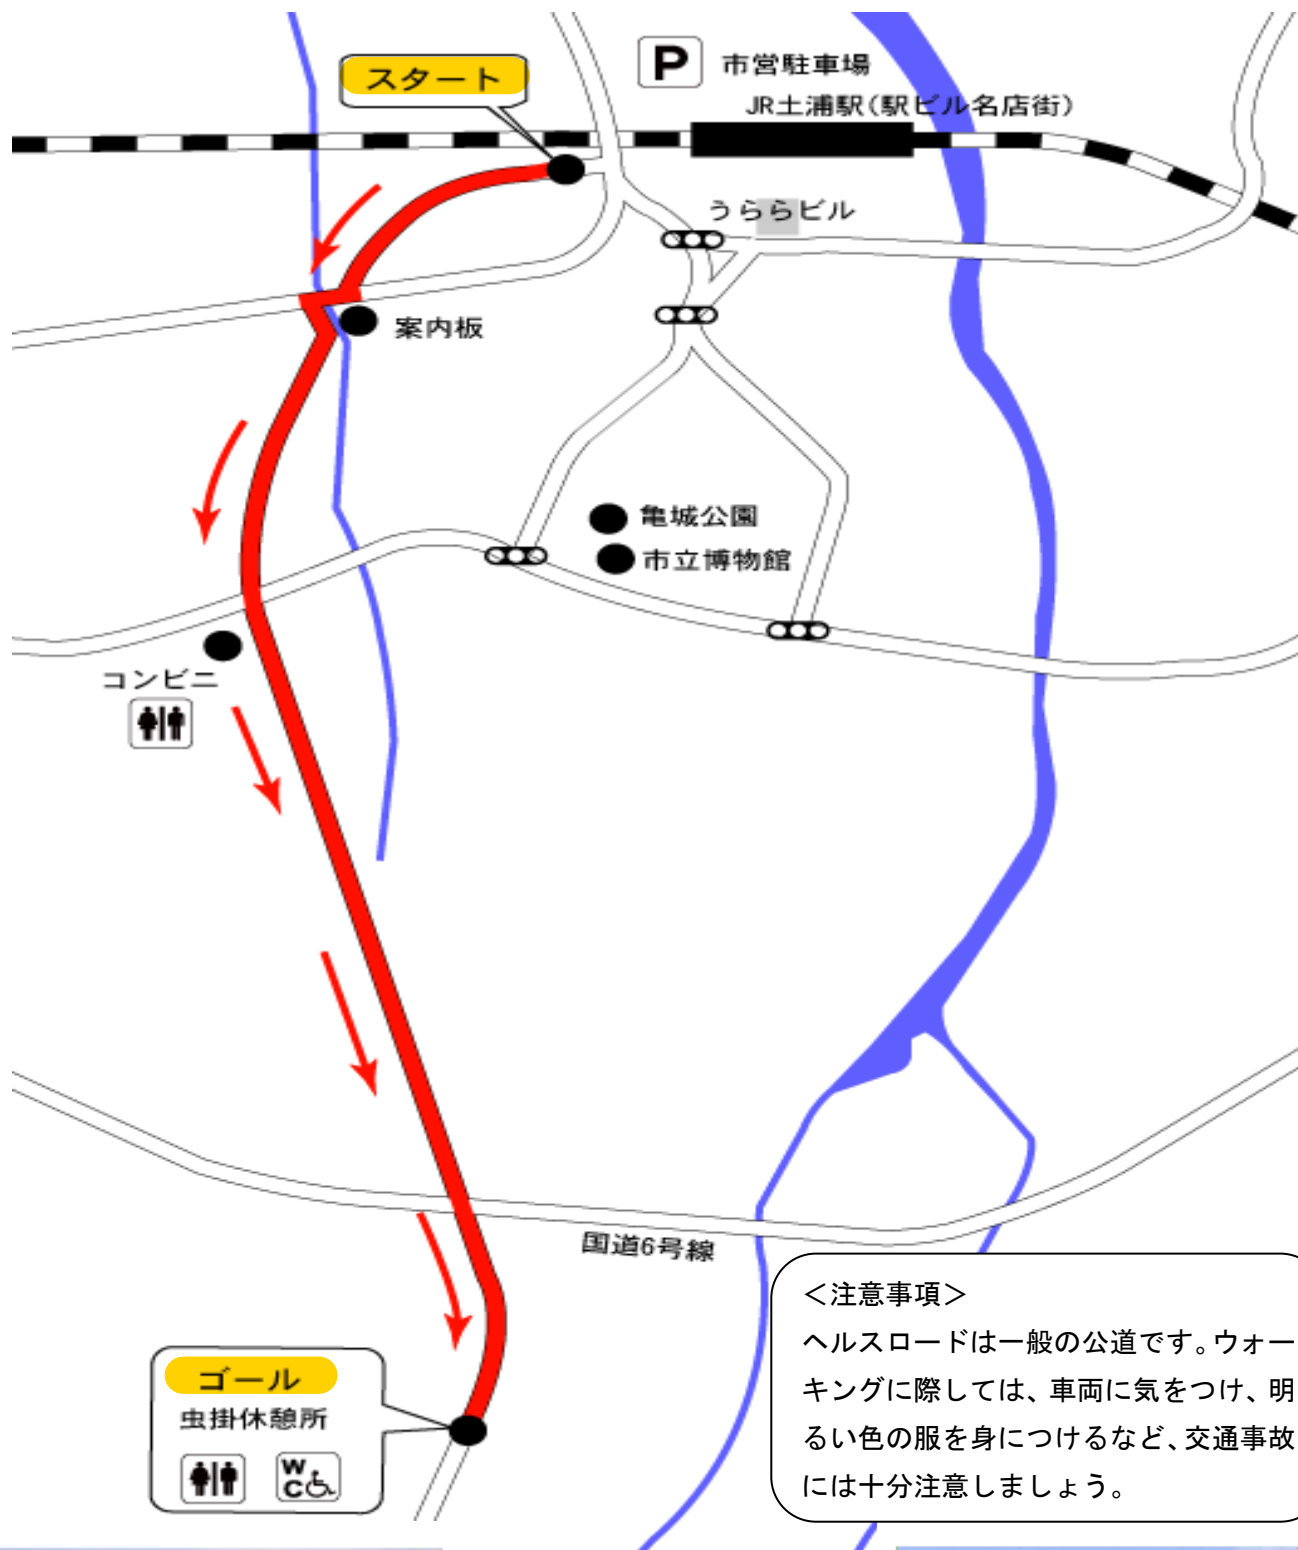 スタート
P 市営駐車場
JR土浦駅(駅ビル名店街)
うららビル
案内板
亀城公園
市立博物館
コンビニ
国道6号線
ゴール
虫掛休憩所
WC
<注意事項>
ヘルスロードは一般の公道です。ウォー
キングに際しては、車両に気をつけ、明
るい色の服を身につけるなど、交通事故
には十分注意しましょう。